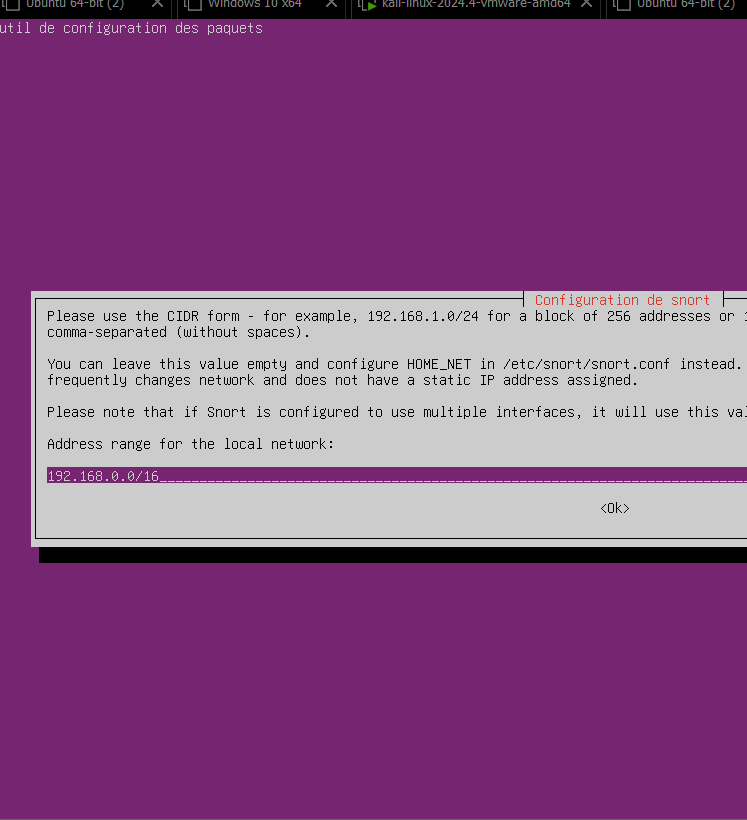 Ubuntu 64-bit (2) Windows 10 x64 kali-linux-2024.4-vmware-amd64 Ubuntu 64-bit (2)
util de configuration des paquets
Configuration de snort
Please use the CIDR form - for example, 192.168.1.0/24 for a block of 256 addresses or 1
comma-separated (without spaces).
You can leave this value empty and configure HOME_NET in /etc/snort/snort.conf instead.
frequently changes network and does not have a static IP address assigned.
Please note that if Snort is configured to use multiple interfaces, it will use this val
Address range for the local network:
192.168.0.0/16
<Ok>